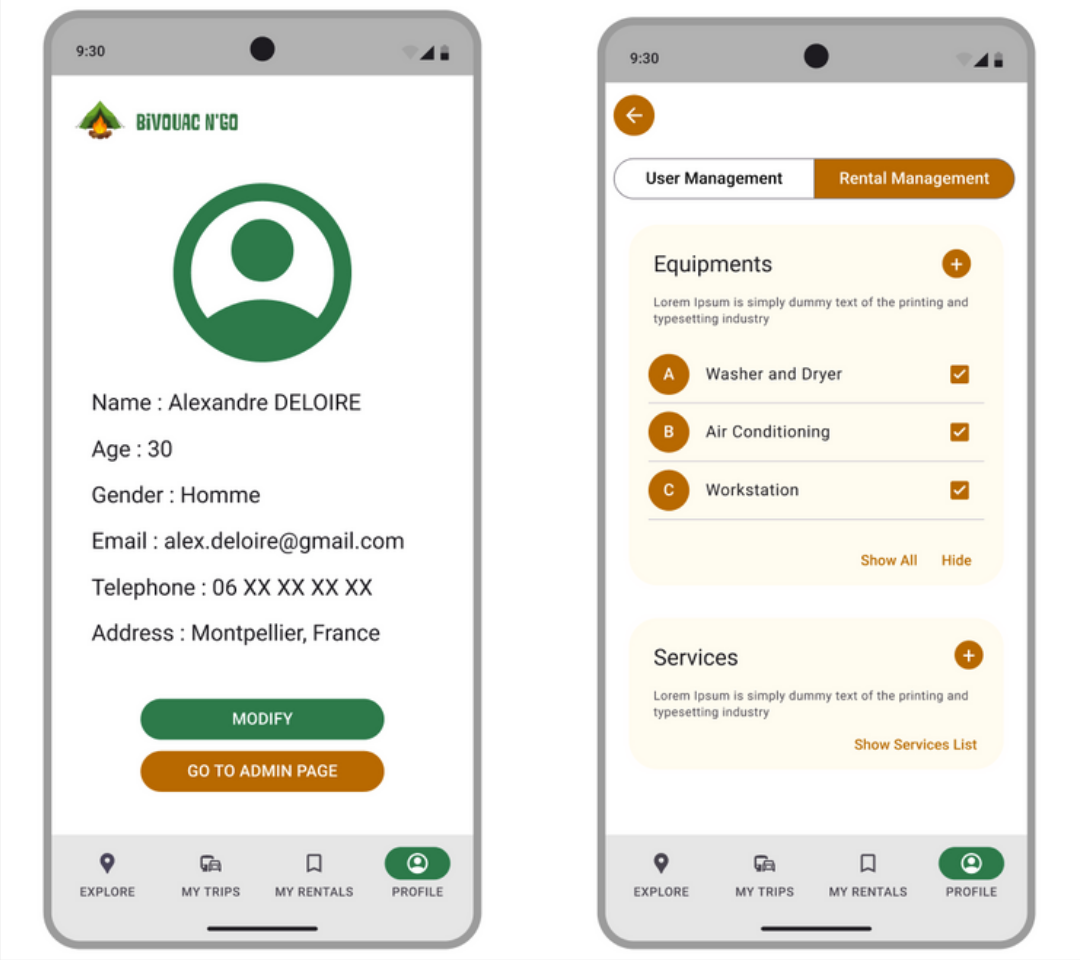 9:30
BiVOUAC N'GO
Name : Alexandre DELOIRE
Age : 30
Gender : Homme
Email : alex.deloire@gmail.com
Telephone : 06 XX XX XX XX
Address : Montpellier, France
MODIFY
GO TO ADMIN PAGE
EXPLORE
MY TRIPS
MY RENTALS
PROFILE
9:30
User Management
Rental Management
Equipments
Lorem Ipsum is simply dummy text of the printing and
typesetting industry
A Washer and Dryer
B Air Conditioning
C Workstation
Show All Hide
Services
Lorem Ipsum is simply dummy text of the printing and
typesetting industry
Show Services List
EXPLORE
MY TRIPS
MY RENTALS
PROFILE